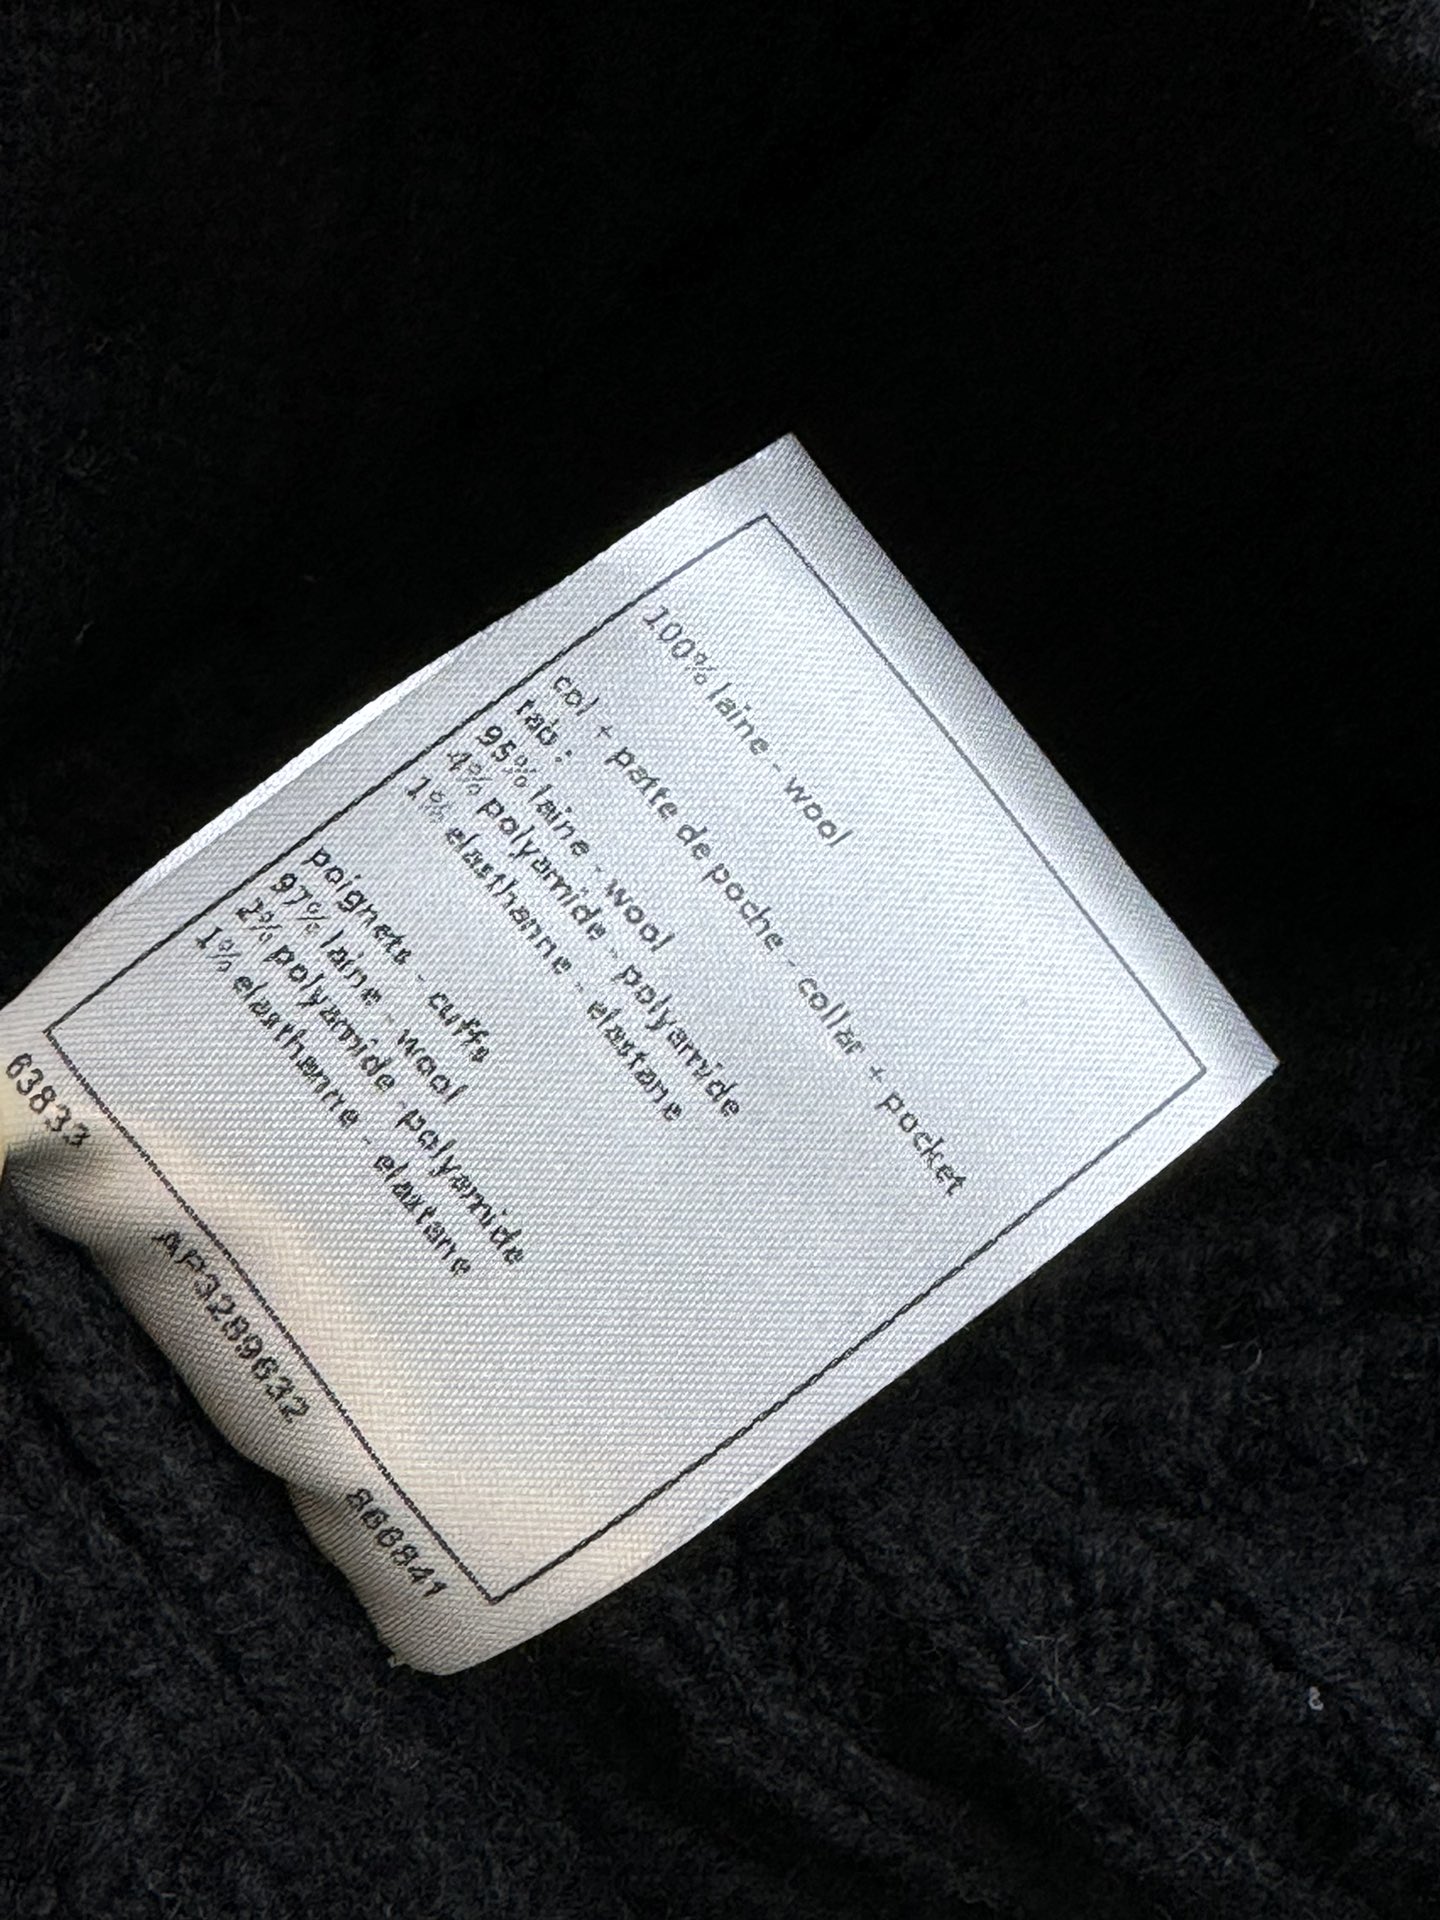 100% laine - wool
col + patte de poche - collar + pocket
tab :
95% laine - wool
4% polyamide - polyamide
1% elasthanne - elastane
poignets - cuffs
97% laine - wool
2% polyamide - polyamide
1% elasthanne - elastane
63833 AP3289632 866841